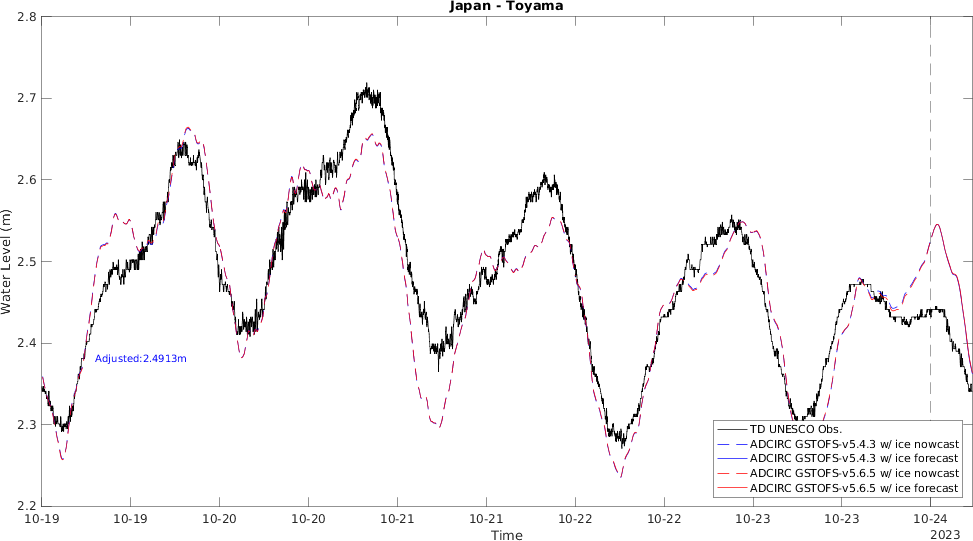 Japan - Toyama
2.8
2.7
2.6
2.5
2.4
2.3
2.2
Water Level (m)
Adjusted:2.4913m
TD UNESCO Obs.
ADCIRC GSTOFS-v5.4.3 w/ ice nowcast
ADCIRC GSTOFS-v5.4.3 w/ ice forecast
ADCIRC GSTOFS-v5.6.5 w/ ice nowcast
ADCIRC GSTOFS-v5.6.5 w/ ice forecast
10-19 10-19 10-20 10-20 10-21 10-21 10-22 10-22 10-23 10-23 10-24
Time
2023